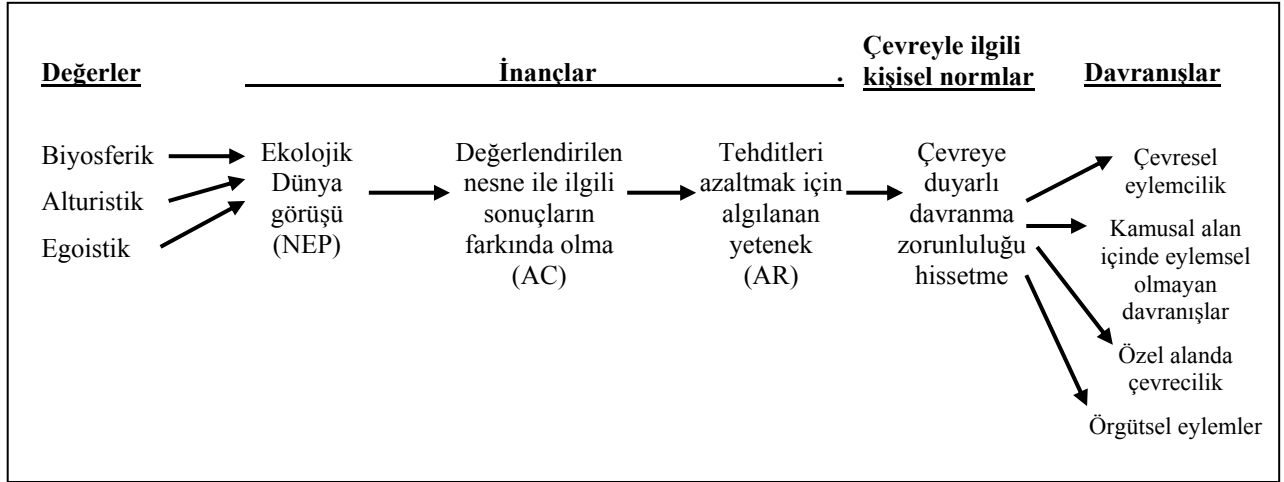 Değerler
İnançlar .
Çevreyle ilgili
kişisel normlar
Davranışlar
Biyosferik
Alturistik
Egoistik
Ekolojik
Dünya
görüşü
(NEP)
Değerlendirilen
nesne ile ilgili
sonuçların
farkında olma
(AC)
Tehditleri
azaltmak için
algılanan
yetenek
(AR)
Çevreye
duyarlı
davranma
zorunluluğu
hissetme
Çevresel
eylemcilik
Kamusal alan
içinde eylemsel
olmayan
davranışlar
Özel alanda
çevrecilik
Örgütsel eylemler